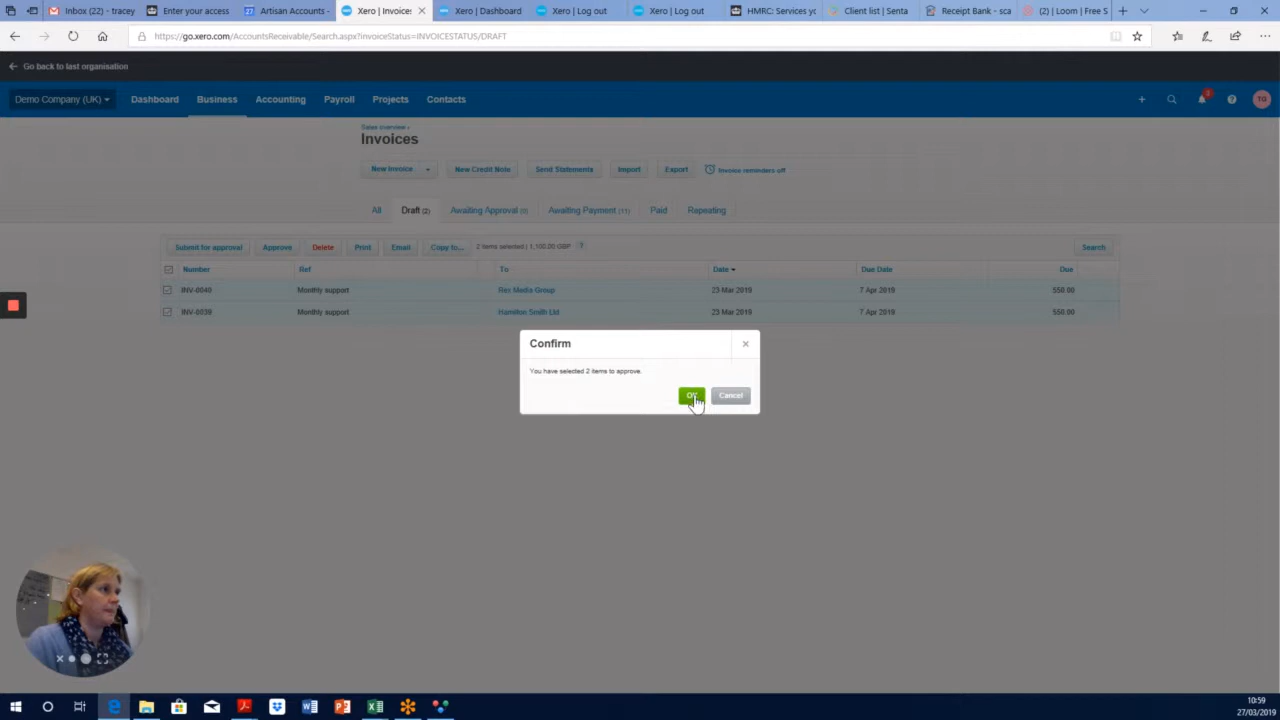 Inbox (22) - tracey
Enter your access
Artisan Accounts -
Xero | Invoices
Xero | Dashboard
Xero | Log out
Xero | Log out
HMRC: Services yo
Client list | Senta
Receipt Bank - sca
(2) | Loom | Free S
https://go.xero.com/AccountsReceivable/Search.aspx?invoiceStatus=INVOICESTATUS/DRAFT
Go back to last organisation
Demo Company (UK) Dashboard Business Accounting Payroll Projects Contacts
3
TG
Sales overview ›
Invoices
New Invoice New Credit Note Send Statements Import Export Invoice reminders off
All Draft (2) Awaiting Approval (0) Awaiting Payment (11) Paid Repeating
Submit for approval Approve Delete Print Email Copy to... 2 items selected | 1,100.00 GBP ? Search
Number Ref To Date Due Date Due
INV-0040 Monthly support Rex Media Group 23 Mar 2019 7 Apr 2019 550.00
INV-0039 Monthly support Hamilton Smith Ltd 23 Mar 2019 7 Apr 2019 550.00
Confirm
You have selected 2 items to approve.
OK Cancel
10:59
27/03/2019